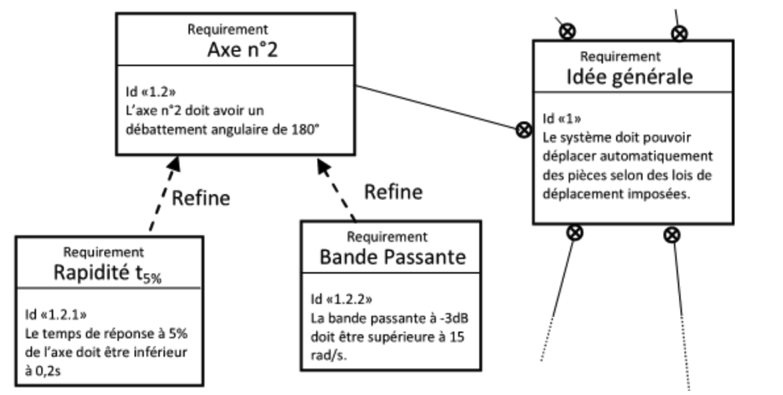 Requirement
Axe n°2
Id «1.2»
L'axe n°2 doit avoir un
débattement angulaire de 180°
Requirement
Idée générale
Id «1»
Le système doit pouvoir
déplacer automatiquement
des pièces selon des lois de
déplacement imposées.
Refine
Refine
Requirement
Rapidité t5%
Id «1.2.1»
Le temps de réponse à 5%
de l'axe doit être inférieur
à 0,2s
Requirement
Bande Passante
Id «1.2.2»
La bande passante à -3dB
doit être supérieure à 15
rad/s.